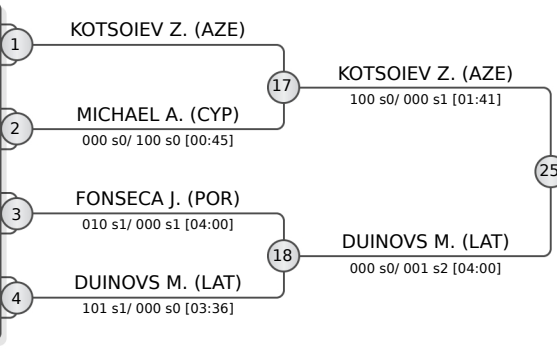 KOTSOIEV Z. (AZE)
1
17
KOTSOIEV Z. (AZE)
100 s0/ 000 s1 [01:41]
MICHAEL A. (CYP)
2
000 s0/ 100 s0 [00:45]
25
FONSECA J. (POR)
3
010 s1/ 000 s1 [04:00]
18
DUINOVS M. (LAT)
000 s0/ 001 s2 [04:00]
DUINOVS M. (LAT)
4
101 s1/ 000 s0 [03:36]